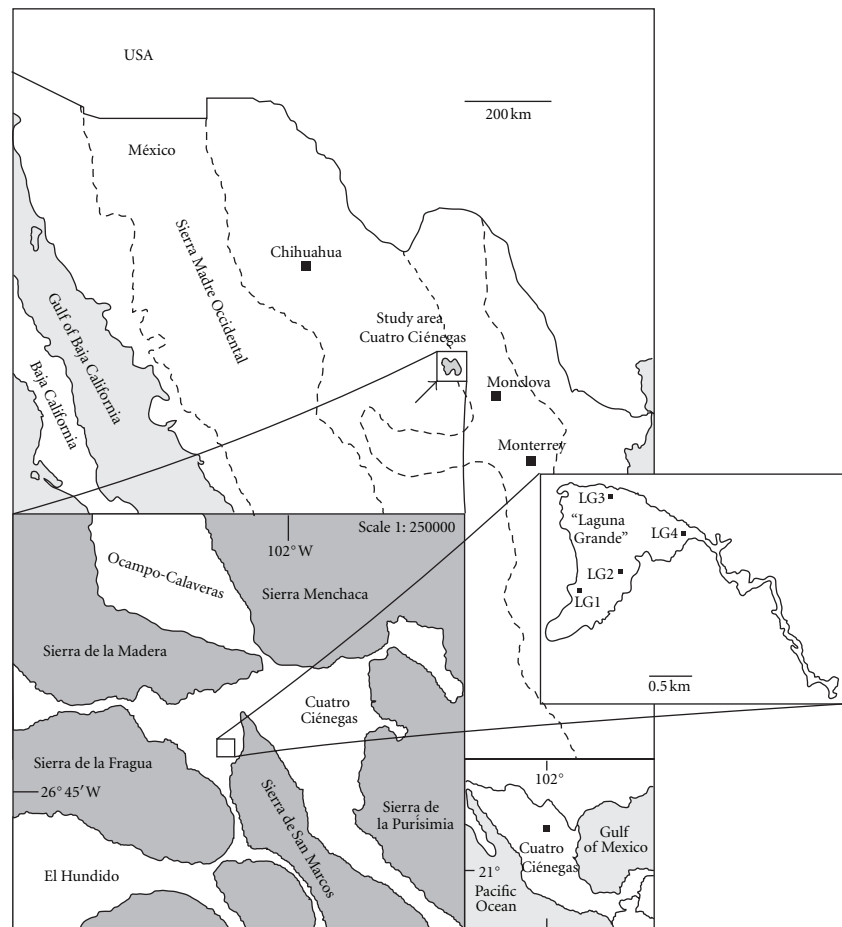 USA
200 km
México
Sierra Madre Occidental
Chihuahua
Gulf of Baja California
Baja California
Study area
Cuatro Ciénegas
Monclova
Monterrey
LG3
"Laguna
Grande"
LG4
LG2
LG1
0.5 km
Scale 1: 250000
102° W
Ocampo-Calaveras
Sierra Menchaca
Sierra de la Madera
Cuatro
Ciénegas
Sierra de la Fragua
26° 45′ W
Sierra de San Marcos
Sierra de
la Purísimia
El Hundido
102°
Gulf
of Mexico
Cuatro
Ciénegas
21°
Pacific
Ocean